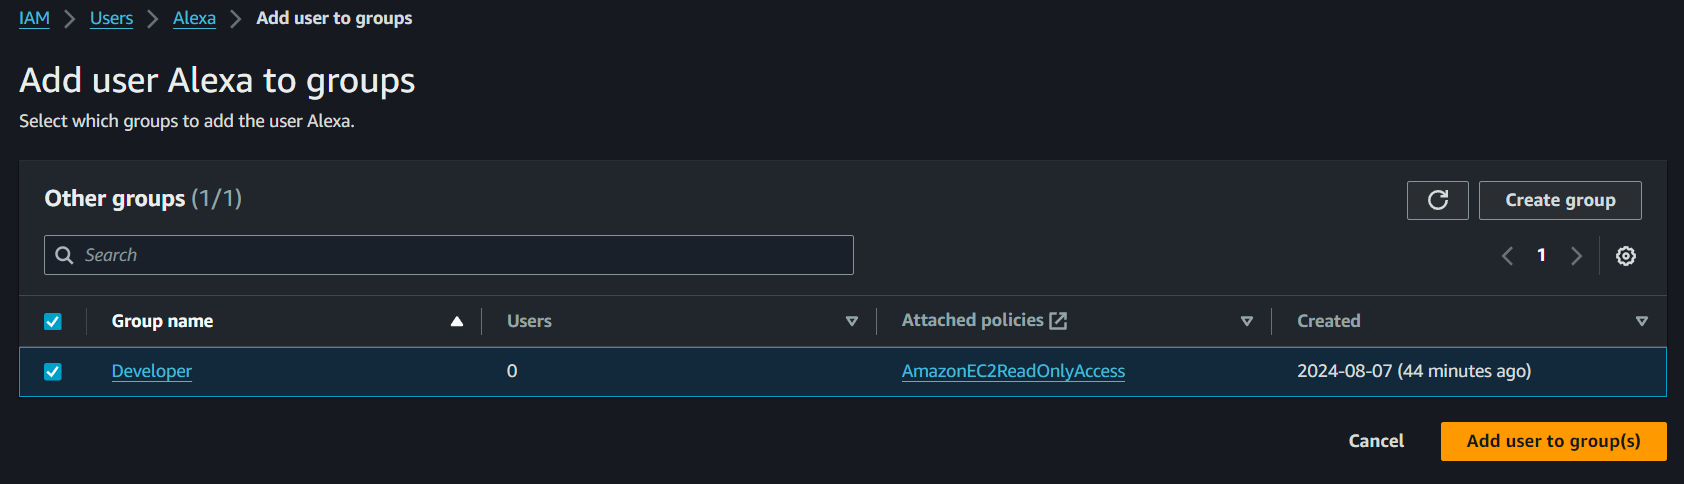 IAM > Users > Alexa > Add user to groups
Add user Alexa to groups
Select which groups to add the user Alexa.
Other groups (1/1)
Create group
Search
1
Group name Users Attached policies Created
Developer 0 AmazonEC2ReadOnlyAccess 2024-08-07 (44 minutes ago)
Cancel Add user to group(s)